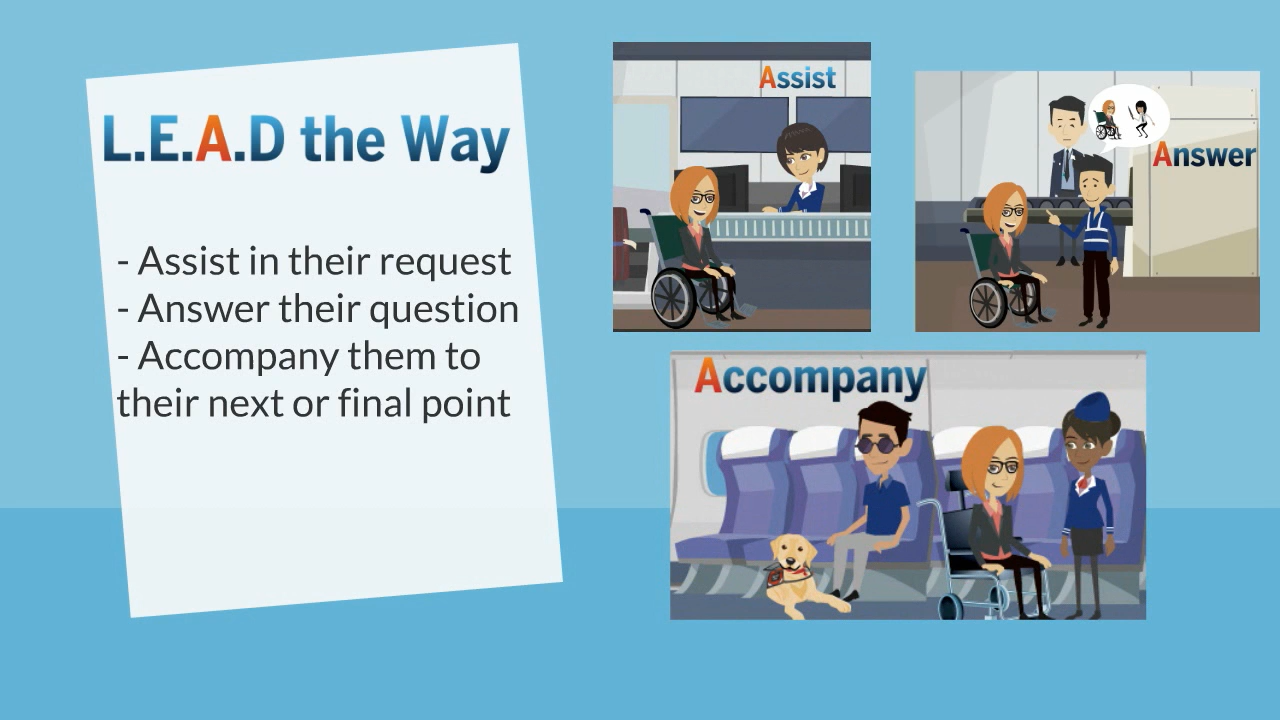 L.E.A.D the Way
- Assist in their request
- Answer their question
- Accompany them to
their next or final point
Assist
Answer
Accompany